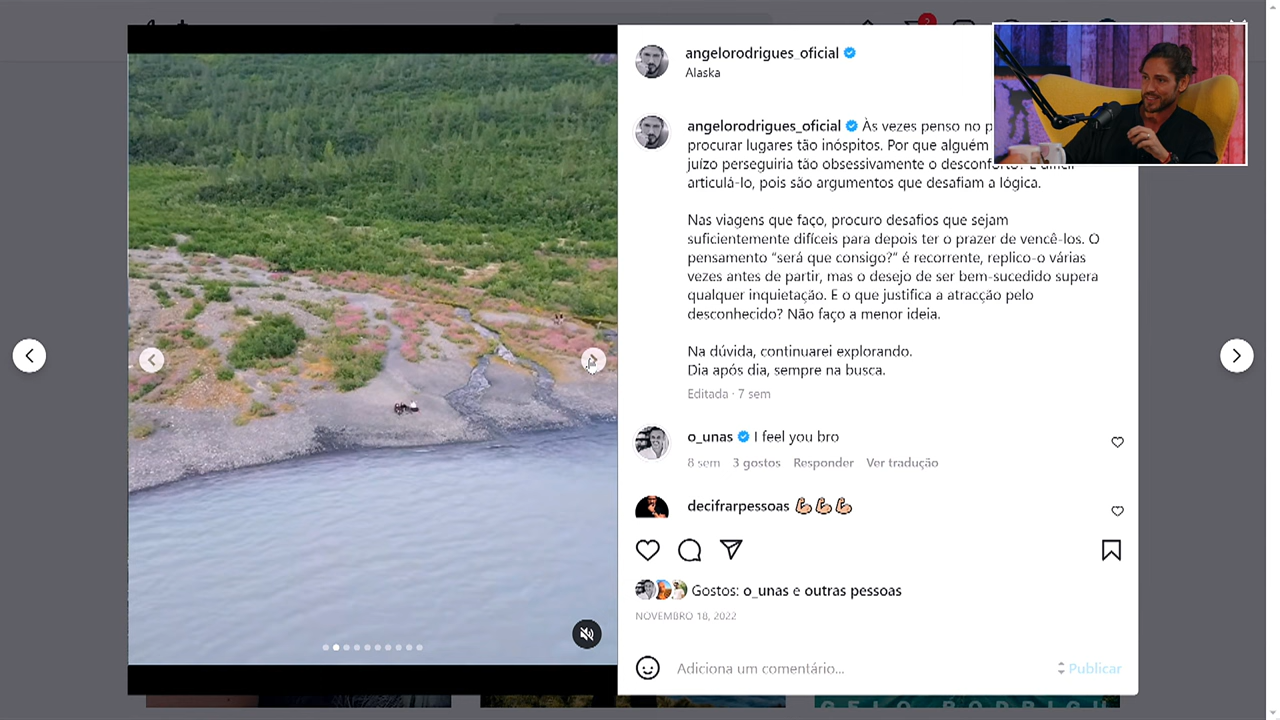 2
angelorodrigues_oficial
Alaska
angelorodrigues_oficial Às vezes penso no p
procurar lugares tão inóspitos. Por que alguém
juízo perseguiria tão obsessivamente o desconforto? É difícil
articulá-lo, pois são argumentos que desafiam a lógica.
Nas viagens que faço, procuro desafios que sejam
suficientemente difíceis para depois ter o prazer de vencê-los. O
pensamento “será que consigo?” é recorrente, replico-o várias
vezes antes de partir, mas o desejo de ser bem-sucedido supera
qualquer inquietação. E o que justifica a atracção pelo
desconhecido? Não faço a menor ideia.
Na dúvida, continuarei explorando.
Dia após dia, sempre na busca.
Editada · 7 sem
o_unas I feel you bro
8 sem 3 gostos Responder Ver tradução
decifrarpessoas 💪💪💪
Gostos: o_unas e outras pessoas
NOVEMBRO 18, 2022
Adiciona um comentário... Publicar